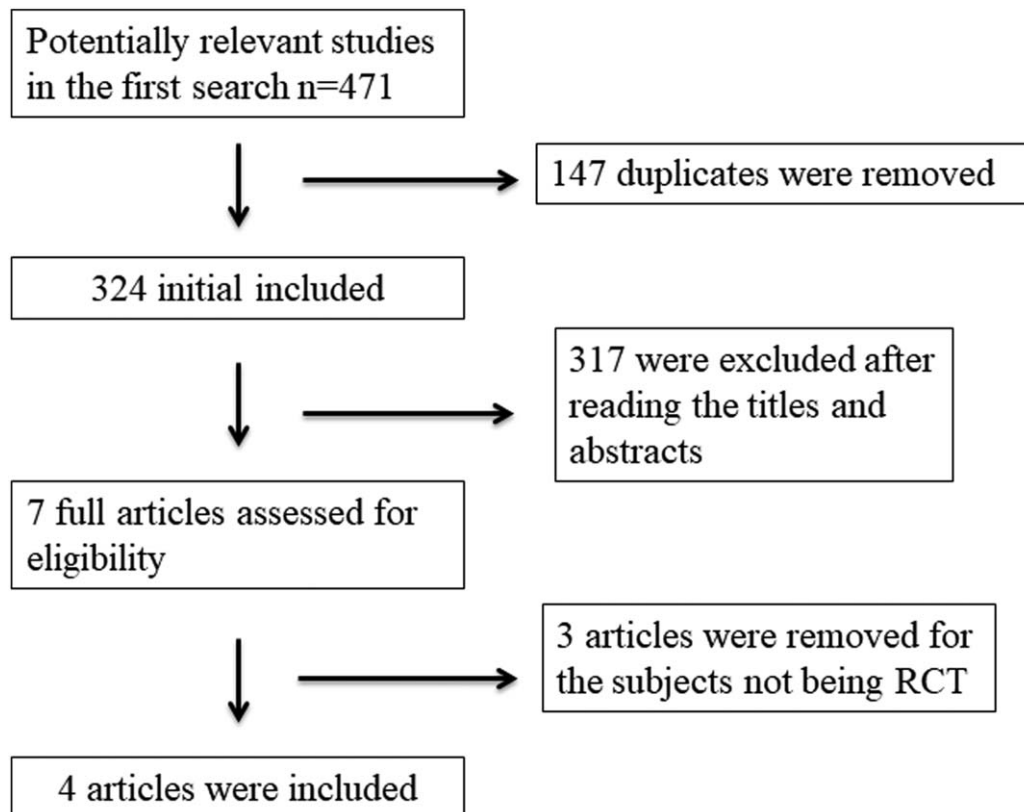 Potentially relevant studies
in the first search n=471
147 duplicates were removed
324 initial included
317 were excluded after
reading the titles and
abstracts
7 full articles assessed for
eligibility
3 articles were removed for
the subjects not being RCT
4 articles were included